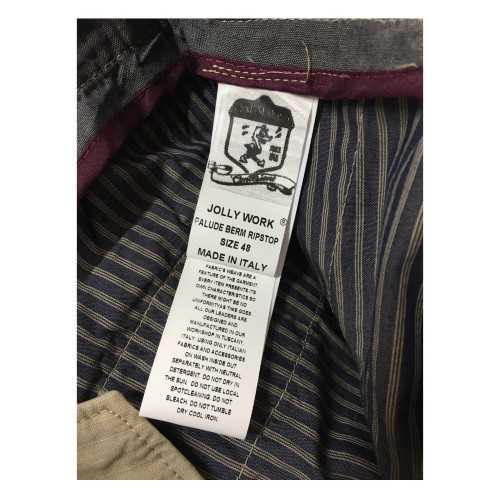 JOLLY WORK ®
PALUDE BERM RIPSTOP
SIZE 48
MADE IN ITALY
FABRIC'S WEAVE ARE A
FEATURE OF THE GARMENT
EVERY ITEM PRESENTS ITS
OWN CHARACTERISTICS SO
THERE MIGHT BE NO
UNIFORMITYAS TIME GOES
ALL OUR LEADERS ARE
DESIGNED AND
MANUFACTURED IN OUR
WORKSHOP IN TUSCANY.
ITALY. USING ONLY ITALIAN
FABRICS AND ACCESSORIES
ON WASH INSIDE OUT
SEPARATELY WITH NEUTRAL
DETERGENT. DO NOT DRY IN
THE SUN. DO NOT USE LOCAL
SPOTCLEANING. DO NOT
BLEACH. DO NOT TUMBLE
DRY COOL IRON.